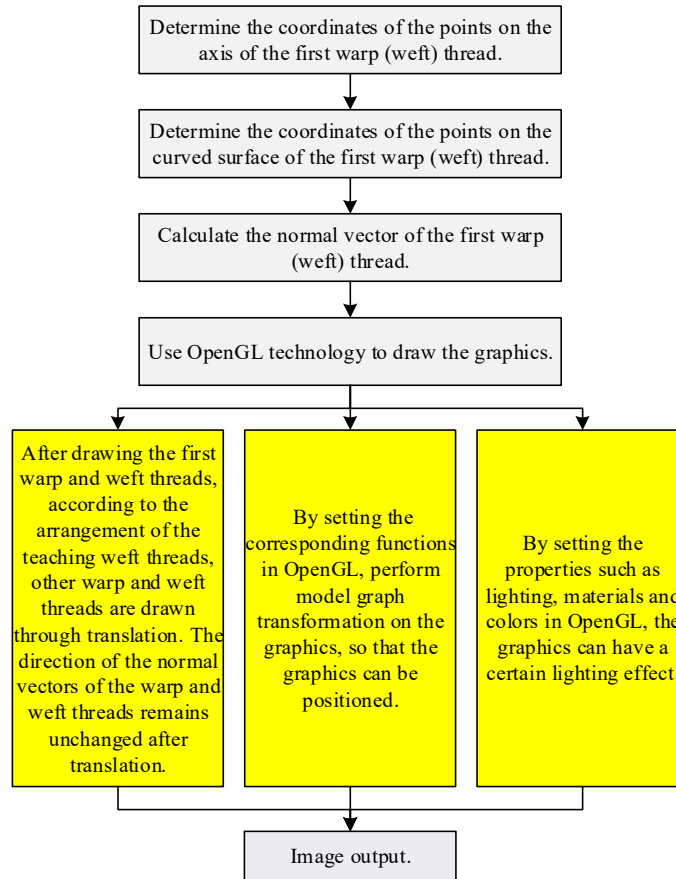 Determine the coordinates of the points on the
axis of the first warp (weft) thread.
Determine the coordinates of the points on the
curved surface of the first warp (weft) thread.
Calculate the normal vector of the first warp
(weft) thread.
Use OpenGL technology to draw the graphics.
After drawing the first
warp and weft threads,
according to the
arrangement of the
teaching weft threads,
other warp and weft
threads are drawn
through translation. The
direction of the normal
vectors of the warp and
weft threads remains
unchanged after
translation.
By setting the
corresponding functions
in OpenGL, perform
model graph
transformation on the
graphics, so that the
graphics can be
positioned.
By setting the
properties such as
lighting, materials and
colors in OpenGL, the
graphics can have a
certain lighting effect.
Image output.